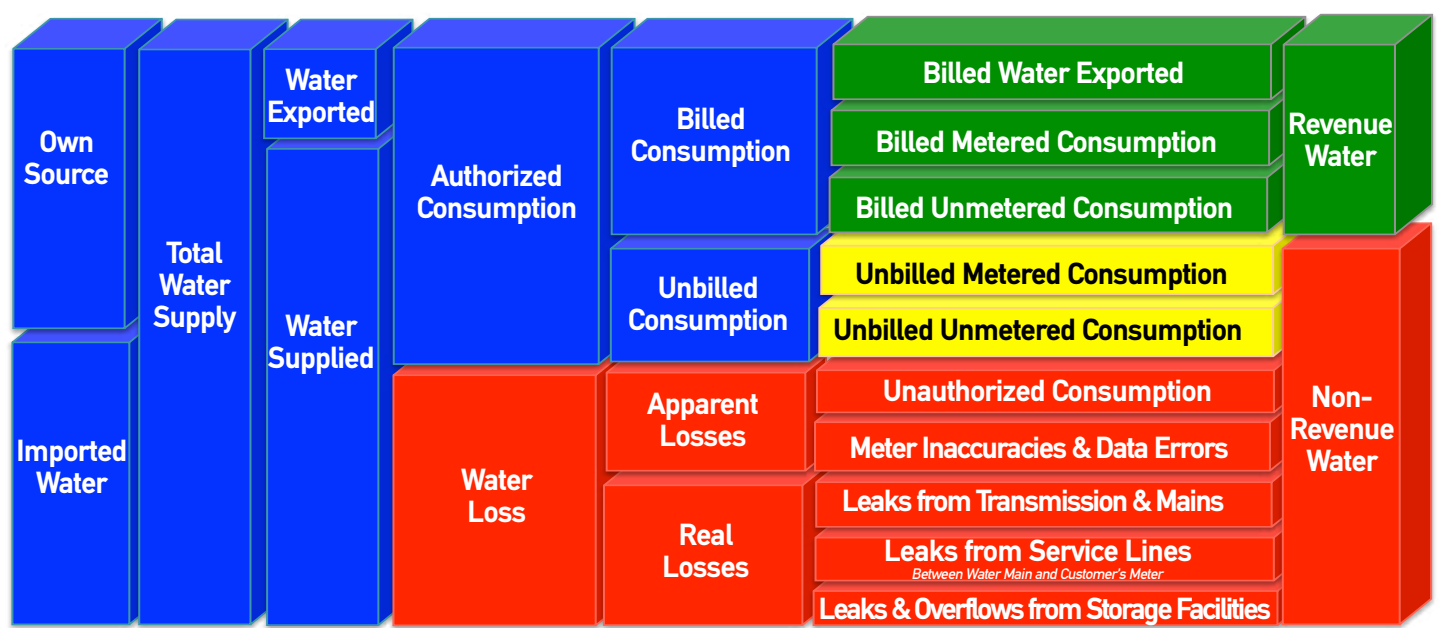 Own
Source
Imported
Water
Total
Water
Supply
Water
Exported
Water
Supplied
Authorized
Consumption
Water
Loss
Billed
Consumption
Unbilled
Consumption
Apparent
Losses
Real
Losses
Billed Water Exported
Billed Metered Consumption
Billed Unmetered Consumption
Unbilled Metered Consumption
Unbilled Unmetered Consumption
Unauthorized Consumption
Meter Inaccuracies & Data Errors
Leaks from Transmission & Mains
Leaks from Service Lines
Between Water Main and Customer's Meter
Leaks & Overflows from Storage Facilities
Revenue
Water
Non-
Revenue
Water